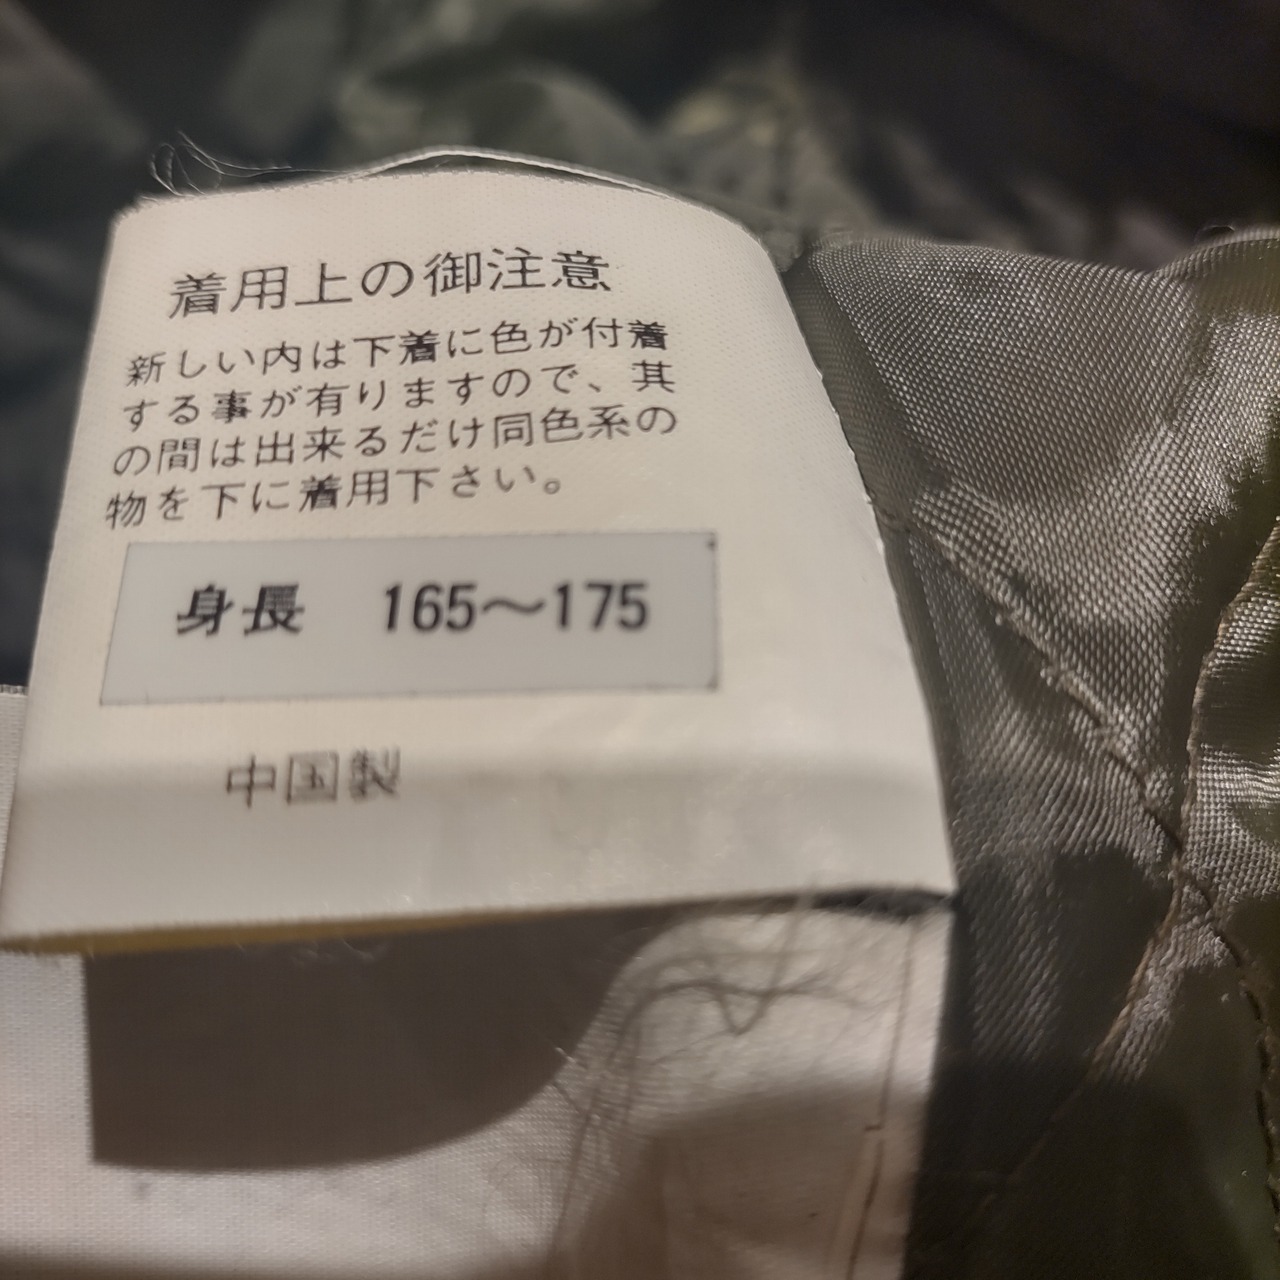 着用上の御注意
新しい内は下着に色が付着
する事が有りますので、其
の間は出来るだけ同色系の
物を下に着用下さい。
身長　165〜175
中国製